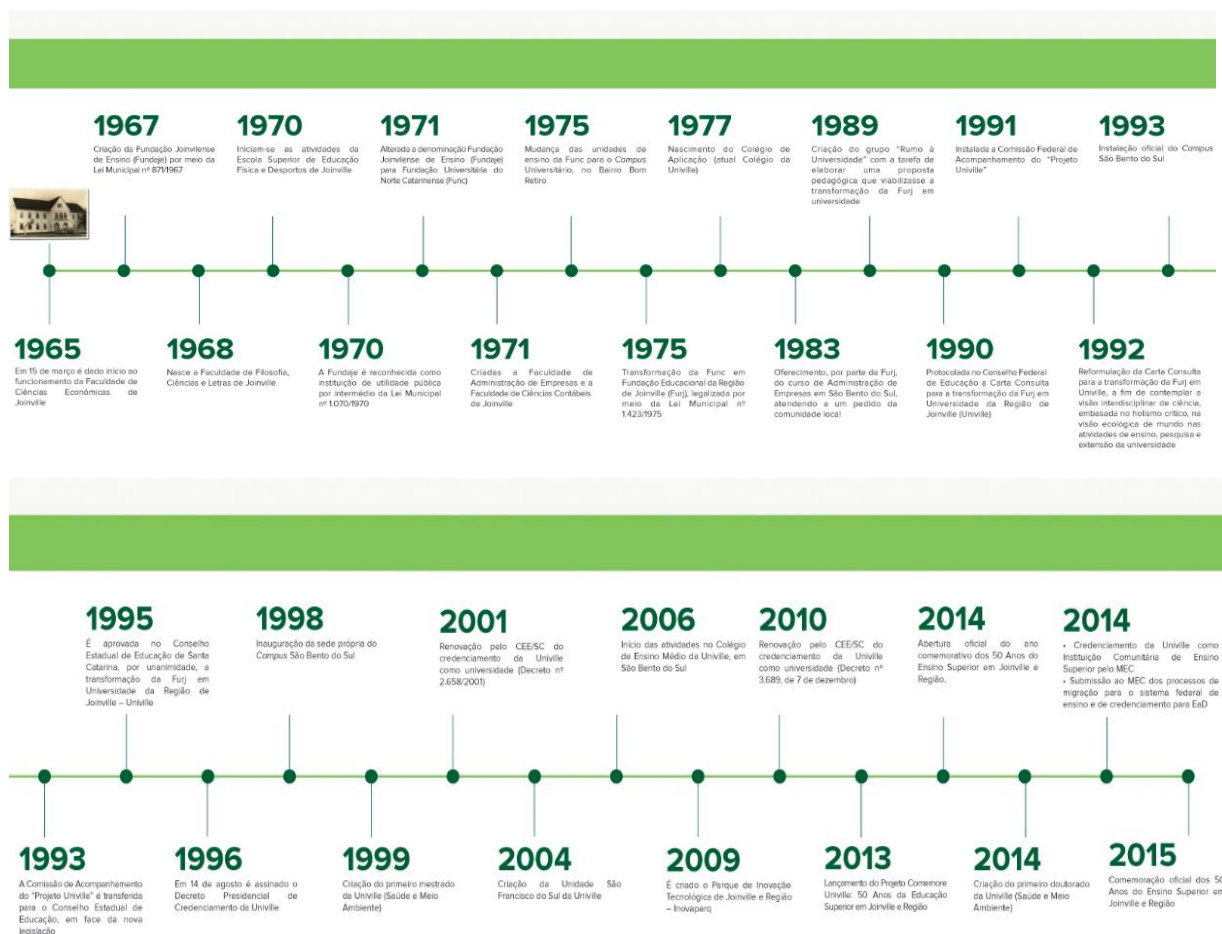 1967
Criação da Fundação Joinvilense
de Ensino (Fundaje) por meio da
Lei Municipal nº 871/1967
1970
Iniciam-se as atividades da
Escola Superior de Educação
Física e Desportos de Joinville
1971
Alterada a denominação Fundação
Joinvilense de Ensino (Fundaje)
para Fundação Universitária do
Norte Catarinense (Func)
1975
Mudança das unidades de
ensino da Func para o Campus
Universitário, no Bairro Bom
Retiro
1977
Nascimento do Colégio de
Aplicação (atual Colégio da
Univille)
1989
Criação do grupo "Rumo à
Universidade" com a tarefa de
elaborar uma proposta
pedagógica que viabilizasse a
transformação da Furj em
universidade
1991
Instalada a Comissão Federal de
Acompanhamento do "Projeto
Univille"
1993
Instalação oficial do Campus
São Bento do Sul
1965
Em 15 de março é dado início ao
funcionamento da Faculdade de
Ciências Econômicas de
Joinville
1968
Nasce a Faculdade de Filosofia,
Ciências e Letras de Joinville
1970
A Fundaje é reconhecida como
instituição de utilidade pública
por intermédio da Lei Municipal
nº 1.070/1970
1971
Criadas a Faculdade de
Administração de Empresas e a
Faculdade de Ciências Contábeis
de Joinville
1975
Transformação da Func em
Fundação Educacional da Região
de Joinville (Furj), legalizada por
meio da Lei Municipal nº
1.423/1975
1983
Oferecimento, por parte da Furj,
do curso de Administração de
Empresas em São Bento do Sul,
atendendo a um pedido da
comunidade local
1990
Protocolada no Conselho Federal
de Educação a Carta Consulta
para a transformação da Furj em
Universidade da Região de
Joinville (Univille)
1992
Reformulação da Carta Consulta
para a transformação da Furj em
Univille, a fim de contemplar a
visão interdisciplinar de ciência,
embasada no holismo crítico, na
visão ecológica de mundo nas
atividades de ensino, pesquisa e
extensão da universidade
1995
É aprovada no Conselho
Estadual de Educação de Santa
Catarina, por unanimidade, a
transformação da Furj em
Universidade da Região de
Joinville – Univille
1998
Inauguração da sede própria do
Campus São Bento do Sul
2001
Renovação pelo CEE/SC do
credenciamento da Univille
como universidade (Decreto nº
2.658/2001)
2006
Início das atividades no Colégio
de Ensino Médio da Univille, em
São Bento do Sul
2010
Renovação pelo CEE/SC do
credenciamento da Univille
como universidade (Decreto nº
3.689, de 7 de dezembro)
2014
Abertura oficial do ano
comemorativo dos 50 Anos do
Ensino Superior em Joinville e
Região.
2014
• Credenciamento da Univille como
Instituição Comunitária de Ensino
Superior pelo MEC
• Submissão ao MEC dos processos de
migração para o sistema federal de
ensino e de credenciamento para EaD
1993
A Comissão de Acompanhamento
do "Projeto Univille" é transferida
para o Conselho Estadual de
Educação, em face da nova
legislação
1996
Em 14 de agosto é assinado o
Decreto Presidencial de
Credenciamento da Univille
1999
Criação do primeiro mestrado
da Univille (Saúde e Meio
Ambiente)
2004
Criação da Unidade São
Francisco do Sul da Univille
2009
É criado o Parque de Inovação
Tecnológica de Joinville e Região
– Inovaparq
2013
Lançamento do Projeto Comemore
Univille: 50 Anos da Educação
Superior em Joinville e Região
2014
Criação do primeiro doutorado
da Univille (Saúde e Meio
Ambiente)
2015
Comemoração oficial dos 50
Anos do Ensino Superior em
Joinville e Região